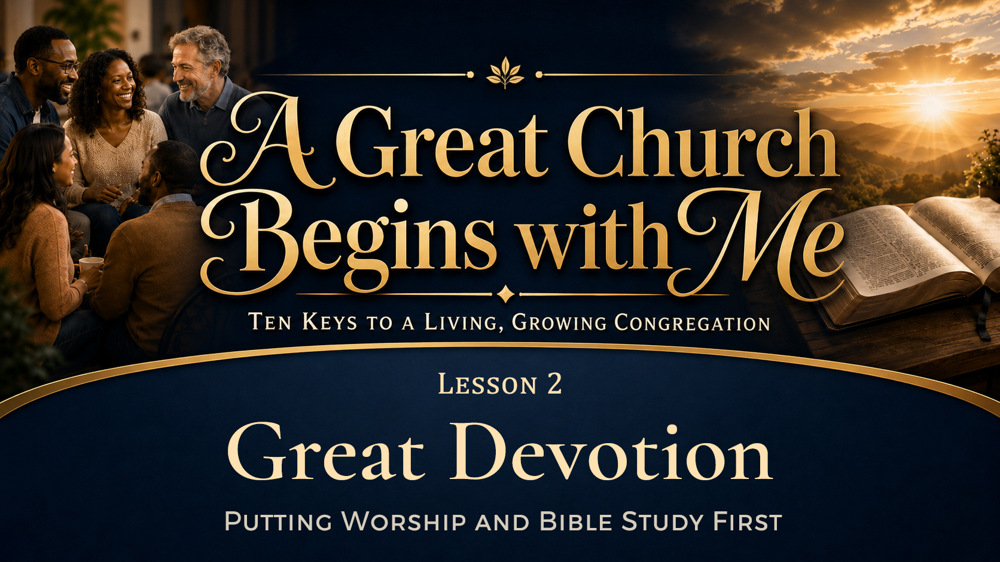 A Great Church
Begins with Me
Ten Keys to a Living, Growing Congregation
Lesson 2
Great Devotion
Putting Worship and Bible Study First